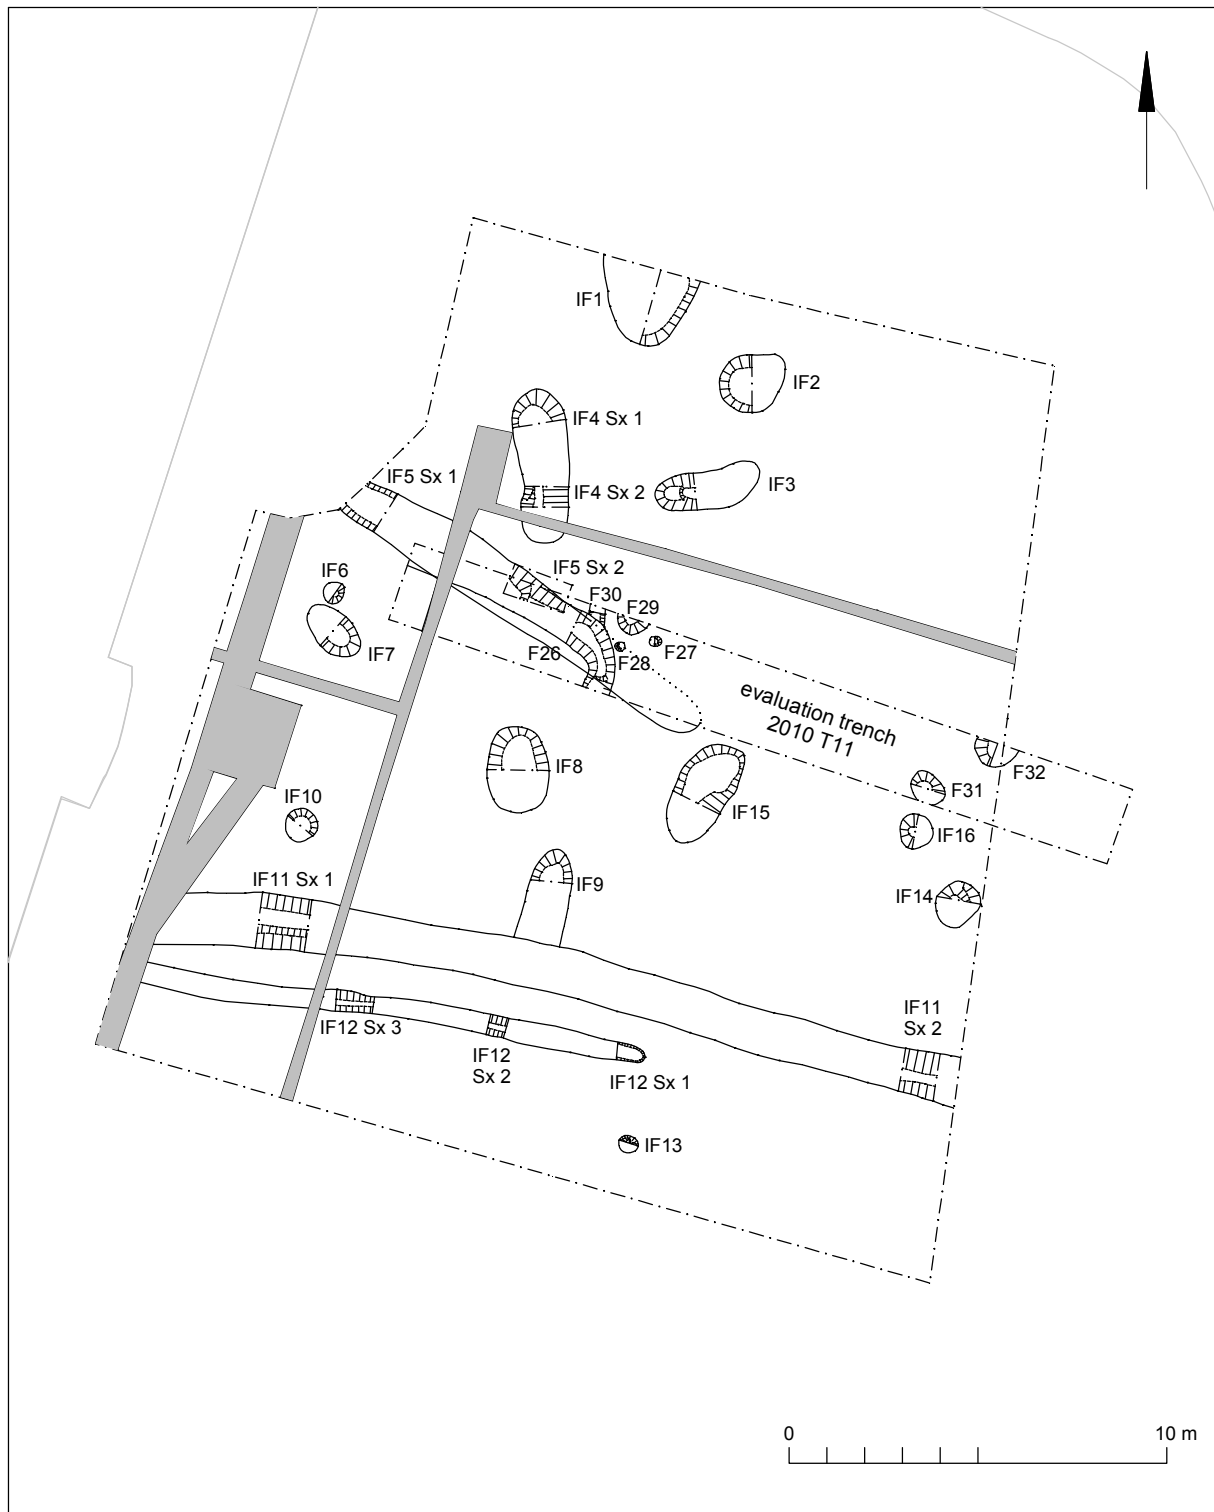 IF1
IF2
IF4 Sx 1
IF5 Sx 1
IF3
IF4 Sx 2
IF5 Sx 2
IF6
F30
F29
IF7
F26
F28
F27
evaluation trench
2010 T11
IF8
F32
F31
IF10
IF15
IF16
IF11 Sx 1
IF9
IF14
IF11
Sx 2
IF12 Sx 3
IF12
Sx 2
IF12 Sx 1
IF13
0
10 m